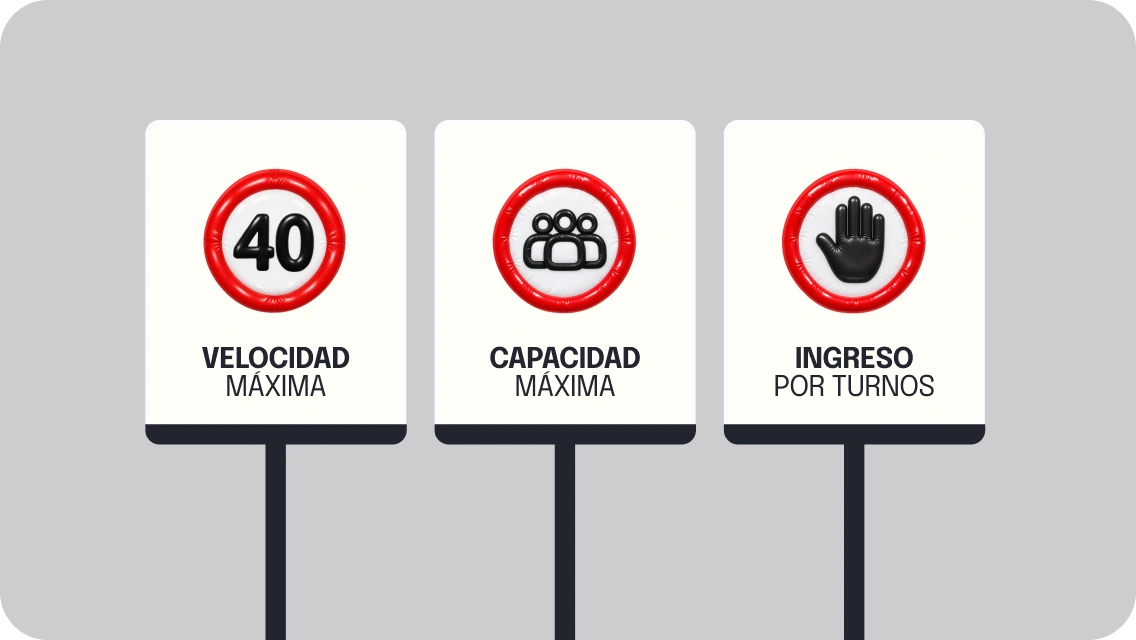 40
VELOCIDAD
MÁXIMA
CAPACIDAD
MÁXIMA
INGRESO
POR TURNOS